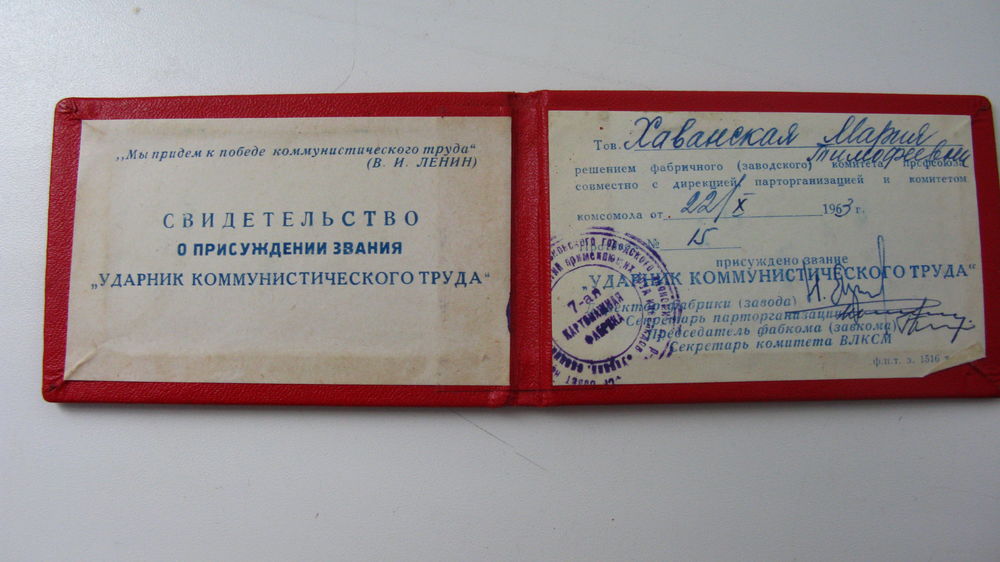 „Мы придем к победе коммунистического труда“
(В. И. ЛЕНИН)
СВИДЕТЕЛЬСТВО
О ПРИСУЖДЕНИИ ЗВАНИЯ
„УДАРНИК КОММУНИСТИЧЕСКОГО ТРУДА“
Тов. Хаванская Мария
Тимофеевна
решением фабричного (заводского) комитета профсоюза
совместно с дирекцией, парторганизацией и комитетом
комсомола от 22/X 1963 г.
№ 15
присуждено звание
"УДАРНИК КОММУНИСТИЧЕСКОГО ТРУДА“
Директор фабрики (завода)
Секретарь парторганизации
Председатель фабкома (завкома)
Секретарь комитета ВЛКСМ
ф.п.т. з. 1516
7-ая
КАРТОНАЖНАЯ
ФАБРИКА